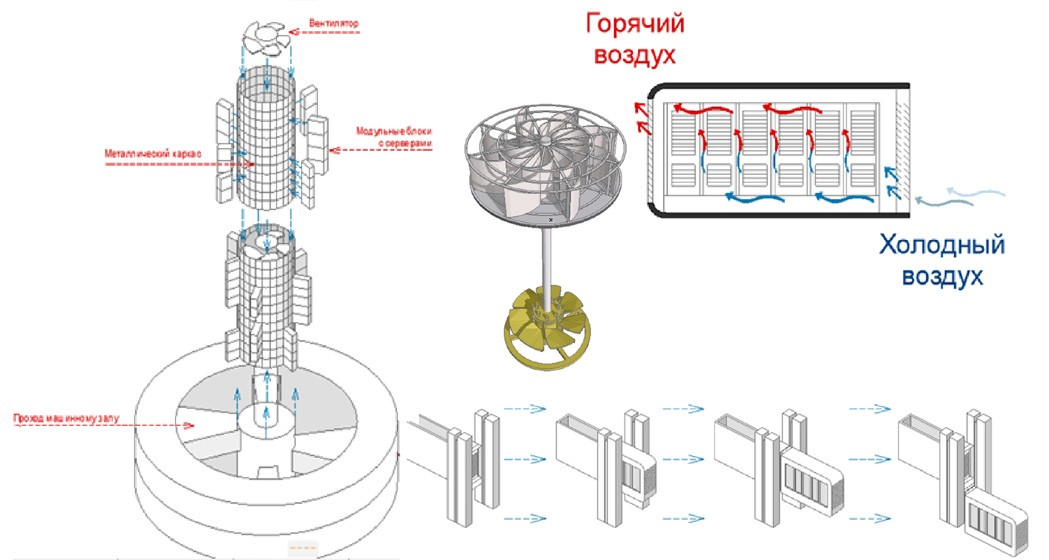 Вентилятор
Горячий
воздух
Модульные блоки
с серверами
Металлический каркас
Холодный
воздух
Проход машинному залу